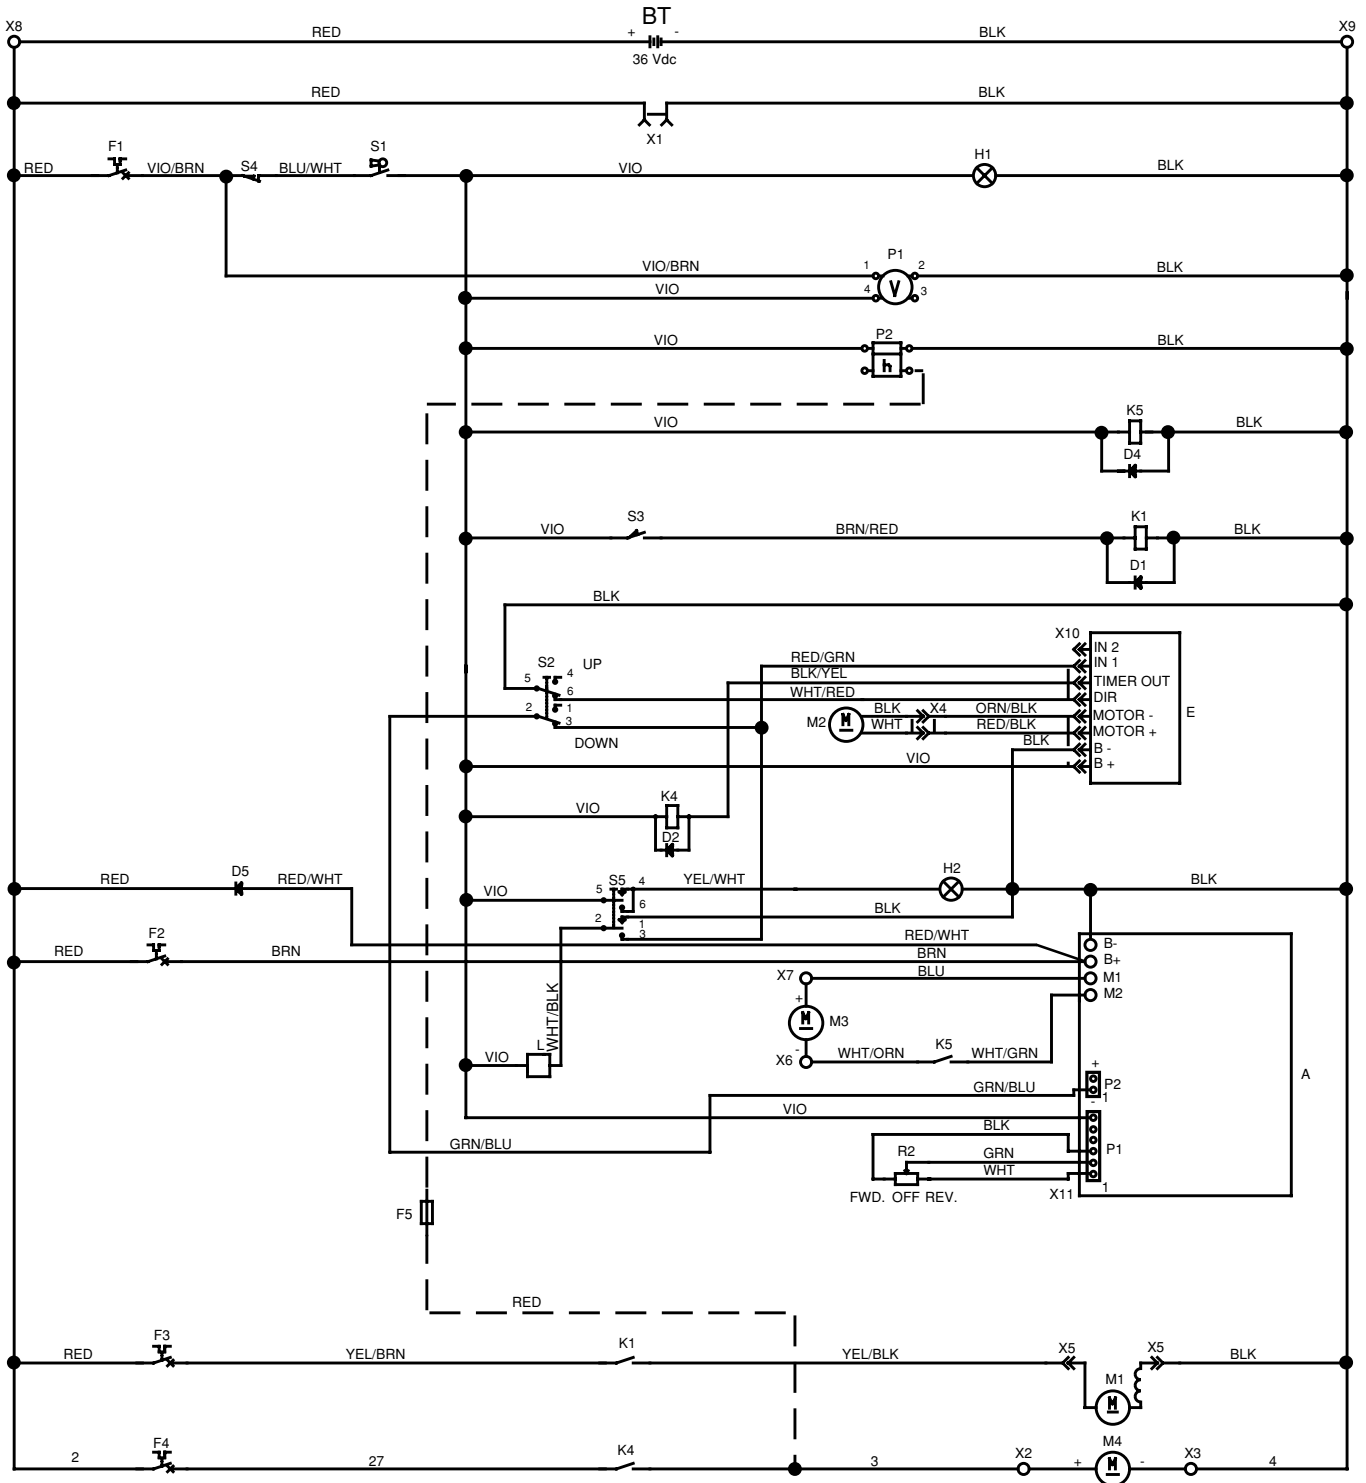 BT
X8 RED + - BLK X9
36 Vdc
RED BLK
X1
F1 S1 H1
RED VIO/BRN S4 BLU/WHT VIO BLK
P1
VIO/BRN 1 2 BLK
VIO 4 V 3
P2
VIO BLK
h
K5
VIO BLK
D4
S3 K1
VIO BRN/RED BLK
D1
BLK
X10
IN 2
S2 4 UP RED/GRN IN 1
5 BLK/YEL TIMER OUT
6 WHT/RED DIR
2 1 M2 M BLK X4 ORN/BLK MOTOR - E
3 WHT RED/BLK MOTOR +
DOWN BLK B -
VIO B +
K4
VIO
D2
D5 S5 H2
RED RED/WHT 4 YEL/WHT BLK
VIO 5
6
2 1 BLK
3
F2 RED/WHT B-
RED BRN BRN B+
X7 BLU M1
+ M2
WHT/BLK M M3
-
X6 WHT/ORN K5 WHT/GRN
VIO L
+ A
GRN/BLU P2
1
-
VIO
BLK
GRN/BLU R2 GRN P1
WHT
FWD. OFF REV. X11 1
F5
RED
F3 K1 X5 X5
RED YEL/BRN YEL/BLK BLK
M1
M
F4 K4 X2 M4 X3
2 27 3 + M - 4